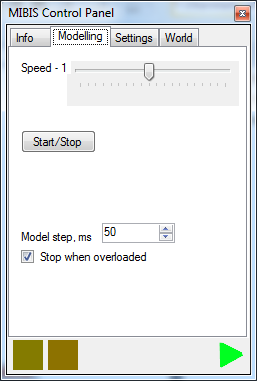 MIBIS Control Panel
Info Modelling Settings World
Speed - 1
Start/Stop
Model step, ms 50
Stop when overloaded